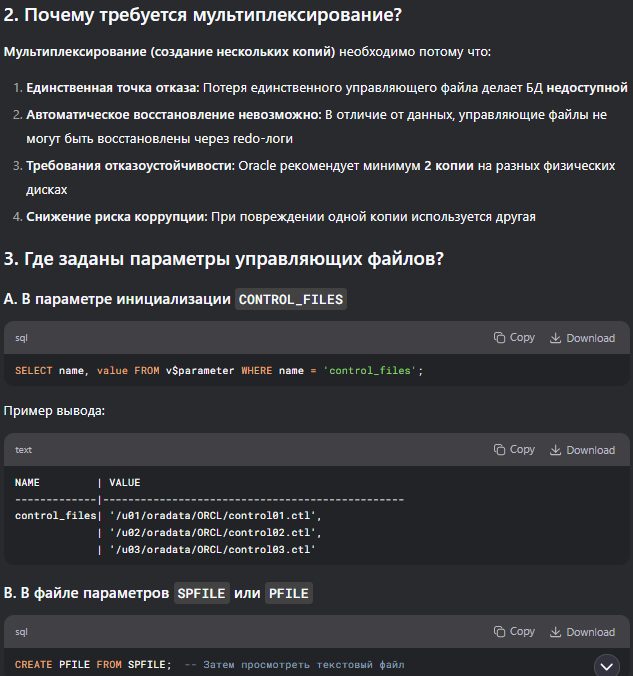 2. Почему требуется мультиплексирование?
Мультиплексирование (создание нескольких копий) необходимо потому что:
1. Единственная точка отказа: Потеря единственного управляющего файла делает БД недоступной
2. Автоматическое восстановление невозможно: В отличие от данных, управляющие файлы не
могут быть восстановлены через redo-логи
3. Требования отказоустойчивости: Oracle рекомендует минимум 2 копии на разных физических
дисках
4. Снижение риска коррупции: При повреждении одной копии используется другая
3. Где заданы параметры управляющих файлов?
A. В параметре инициализации CONTROL_FILES
sql Copy Download
SELECT name, value FROM v$parameter WHERE name = 'control_files';
Пример вывода:
text Copy Download
NAME | VALUE
-------------|---------------------------------------------
control_files| '/u01/oradata/ORCL/control01.ctl',
| '/u02/oradata/ORCL/control02.ctl',
| '/u03/oradata/ORCL/control03.ctl'
B. В файле параметров SPFILE или PFILE
sql Copy Download
CREATE PFILE FROM SPFILE; -- Затем просмотреть текстовый файл